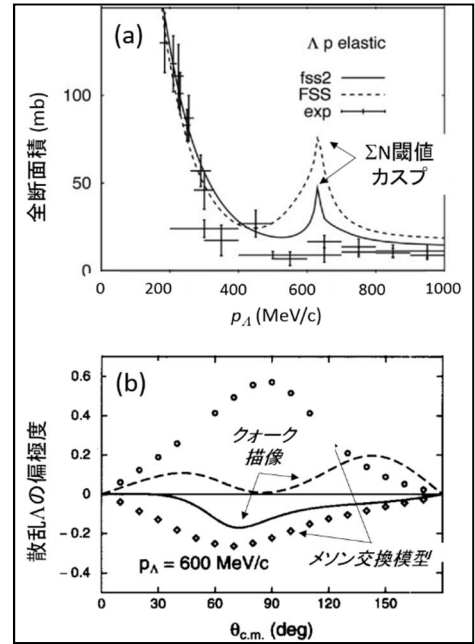 (a)
Λ p elastic
fss2
FSS
exp
ΣN閾値
カスプ
全断面積 (mb)
100
50
0
0 200 400 600 800 1000
pΛ(MeV/c)
(b)
散乱Λの偏極度
0.6
0.4
0.2
0
-0.2
-0.4
クォーク
描像
メソン交換模型
pΛ = 600 MeV/c
0 30 60 90 120 150
θc.m. (deg)